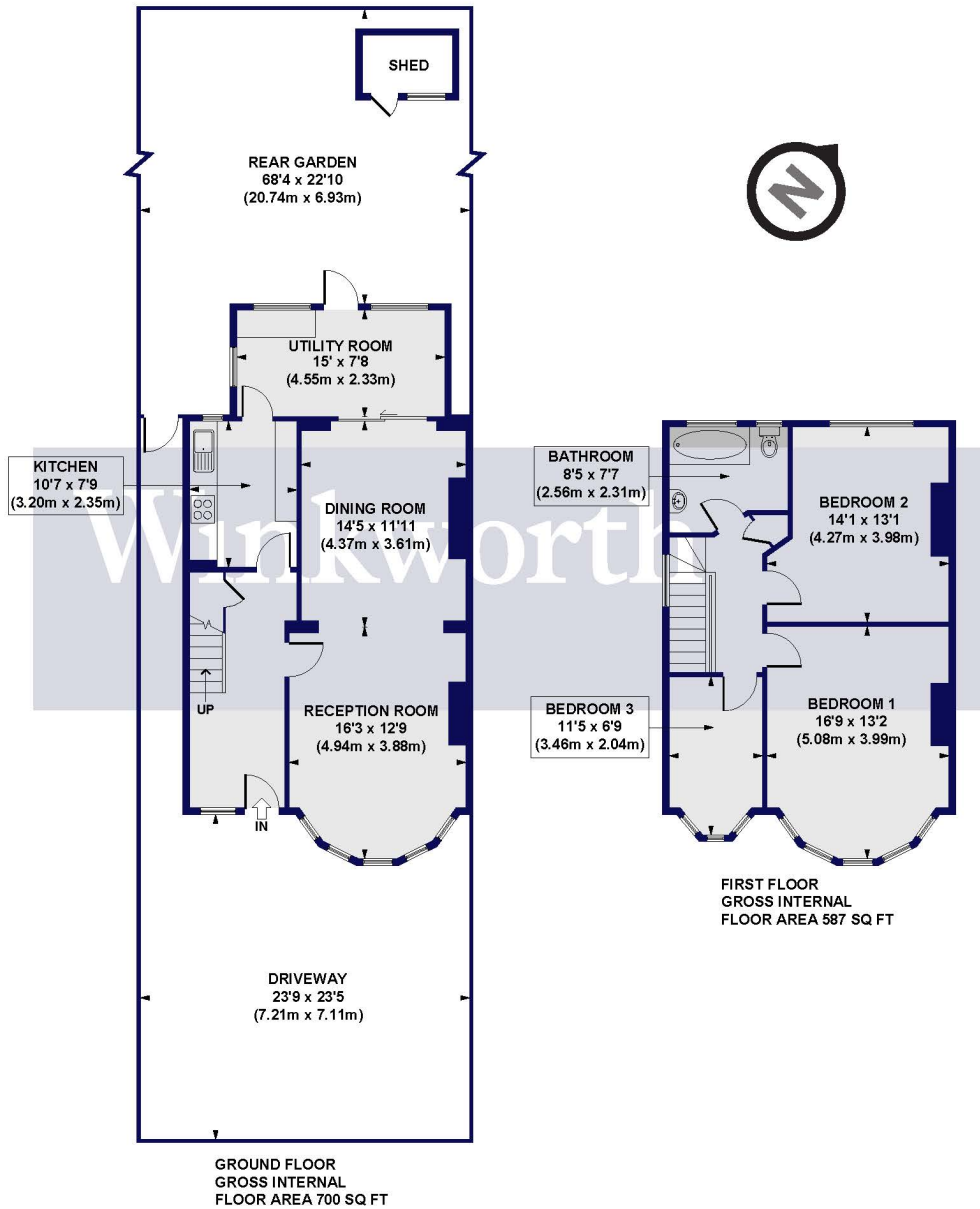 SHED
REAR GARDEN
68'4 x 22'10
(20.74m x 6.93m)
N
UTILITY ROOM
15' x 7'8
(4.55m x 2.33m)
KITCHEN
10'7 x 7'9
(3.20m x 2.35m)
DINING ROOM
14'5 x 11'11
(4.37m x 3.61m)
BATHROOM
8'5 x 7'7
(2.56m x 2.31m)
BEDROOM 2
14'1 x 13'1
(4.27m x 3.98m)
Winkworth
UP
RECEPTION ROOM
16'3 x 12'9
(4.94m x 3.88m)
BEDROOM 3
11'5 x 6'9
(3.46m x 2.04m)
BEDROOM 1
16'9 x 13'2
(5.08m x 3.99m)
IN
FIRST FLOOR
GROSS INTERNAL
FLOOR AREA 587 SQ FT
DRIVEWAY
23'9 x 23'5
(7.21m x 7.11m)
GROUND FLOOR
GROSS INTERNAL
FLOOR AREA 700 SQ FT